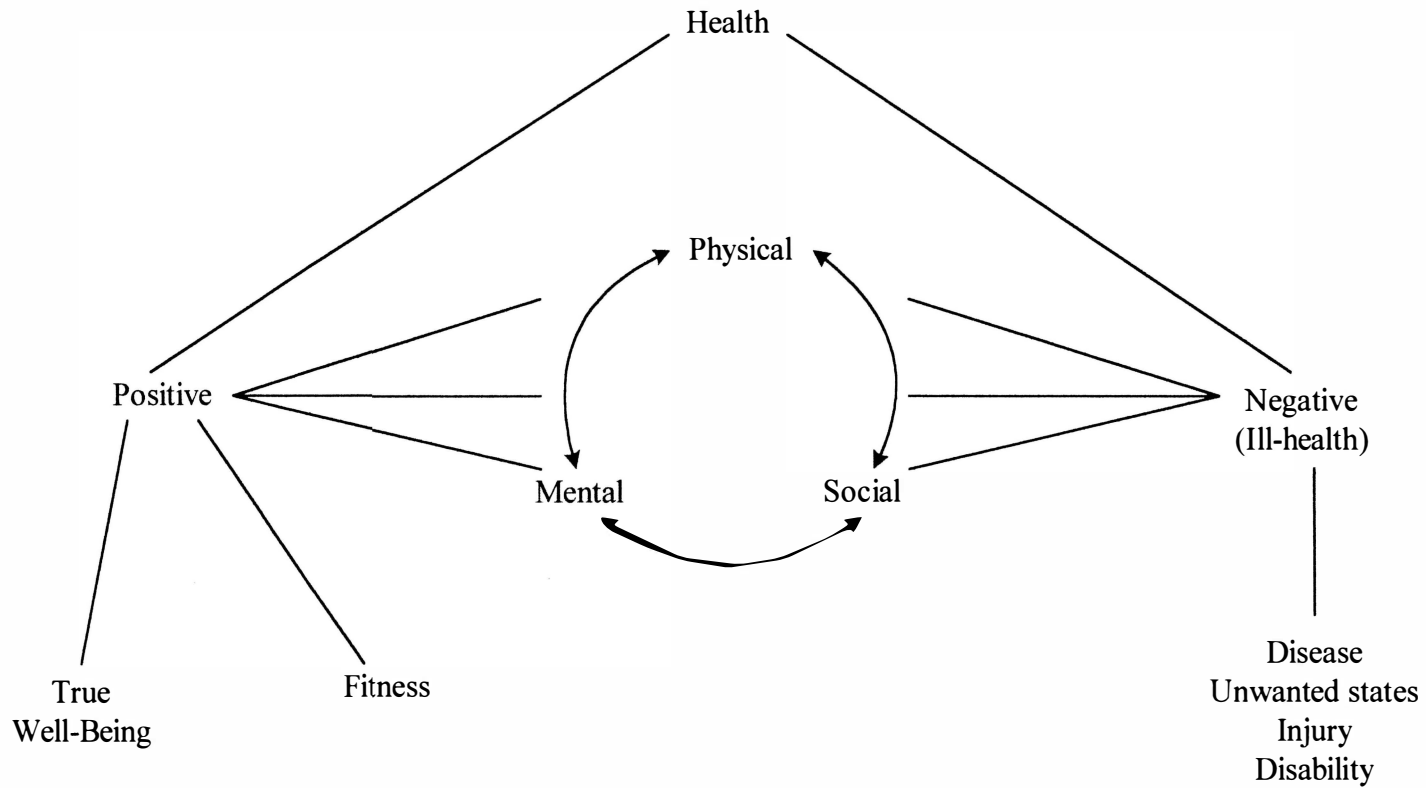 Health
Physical
Positive
Negative
(Ill-health)
Mental
Social
True
Well-Being
Fitness
Disease
Unwanted states
Injury
Disability